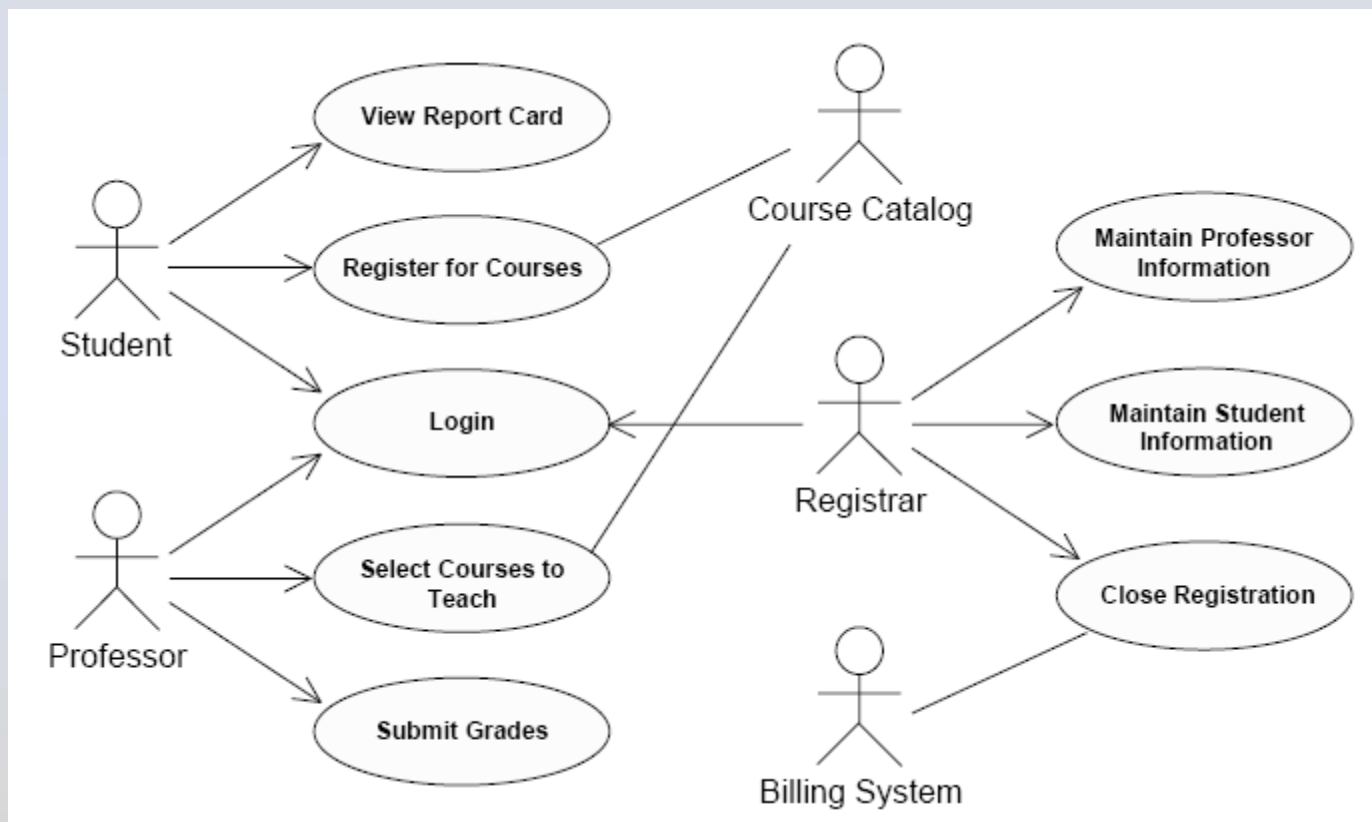 View Report Card
Course Catalog
Student
Register for Courses
Maintain Professor
Information
Login
Maintain Student
Information
Registrar
Professor
Select Courses to
Teach
Close Registration
Submit Grades
Billing System